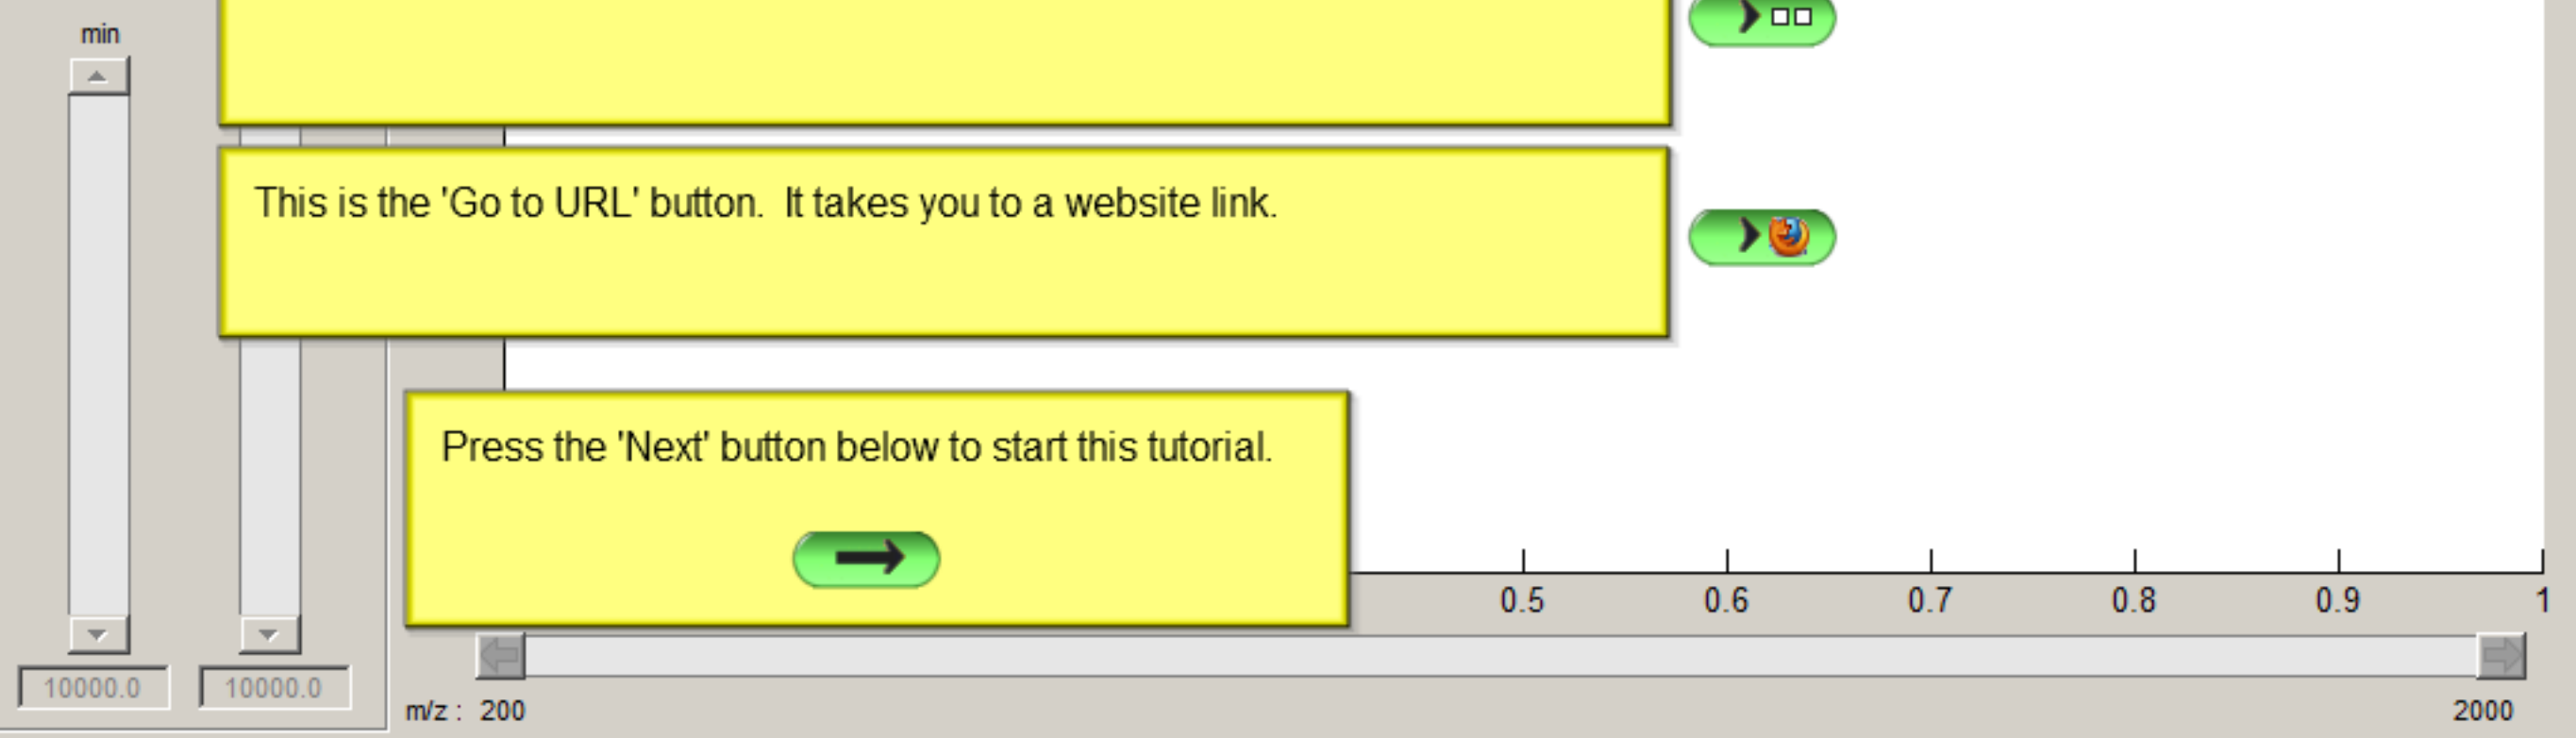 min
This is the 'Go to URL' button.  It takes you to a website link.
Press the 'Next' button below to start this tutorial.
0.5 0.6 0.7 0.8 0.9 1
10000.0 10000.0
m/z : 200 2000